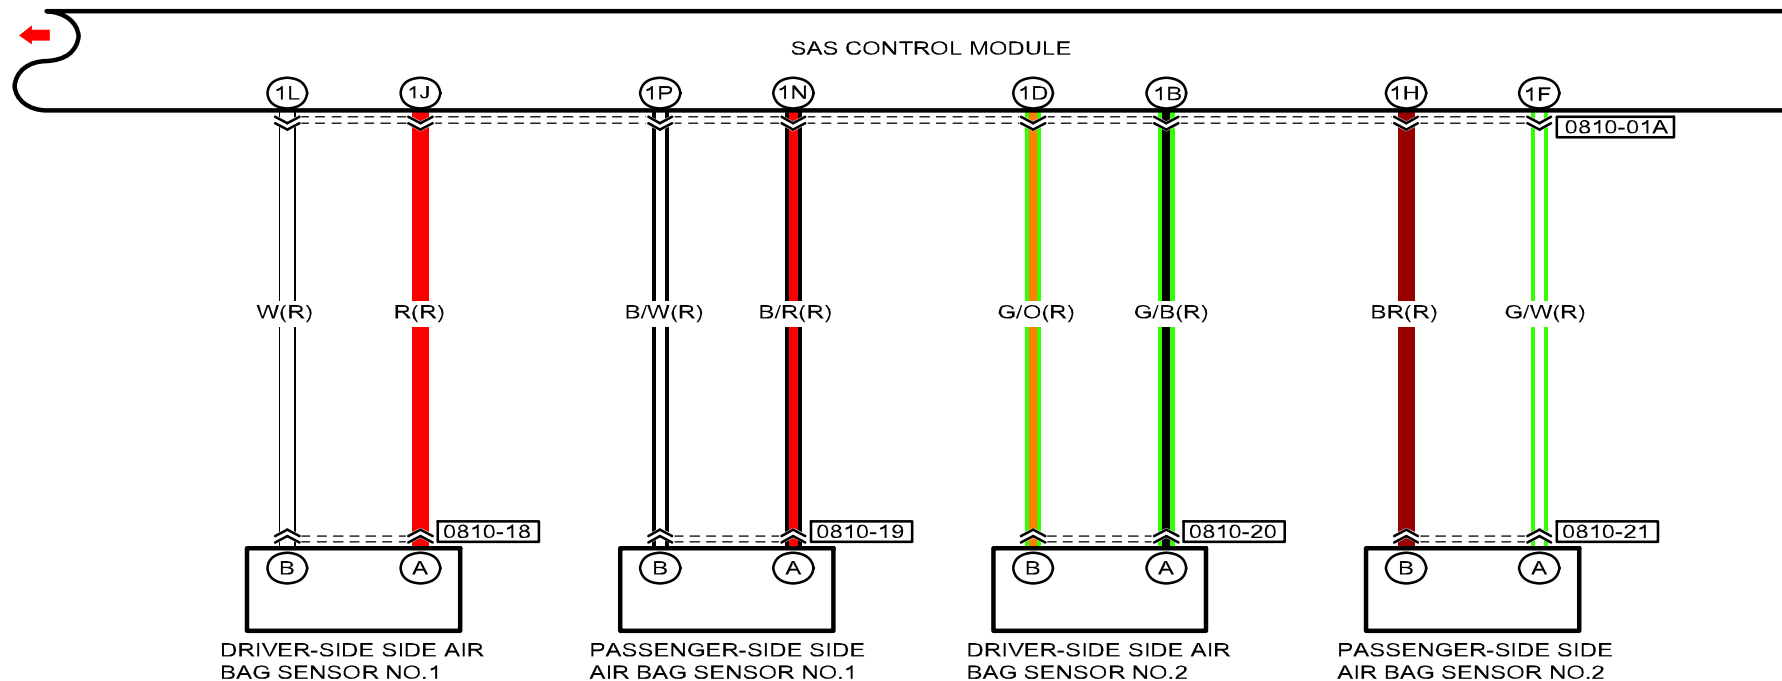 SAS CONTROL MODULE
1L 1J 1P 1N 1D 1B 1H 1F
0810-01A
W(R) R(R) B/W(R) B/R(R) G/O(R) G/B(R) BR(R) G/W(R)
0810-18 0810-19 0810-20 0810-21
B A B A B A B A
DRIVER-SIDE SIDE AIR
BAG SENSOR NO.1
PASSENGER-SIDE SIDE
AIR BAG SENSOR NO.1
DRIVER-SIDE SIDE AIR
BAG SENSOR NO.2
PASSENGER-SIDE SIDE
AIR BAG SENSOR NO.2